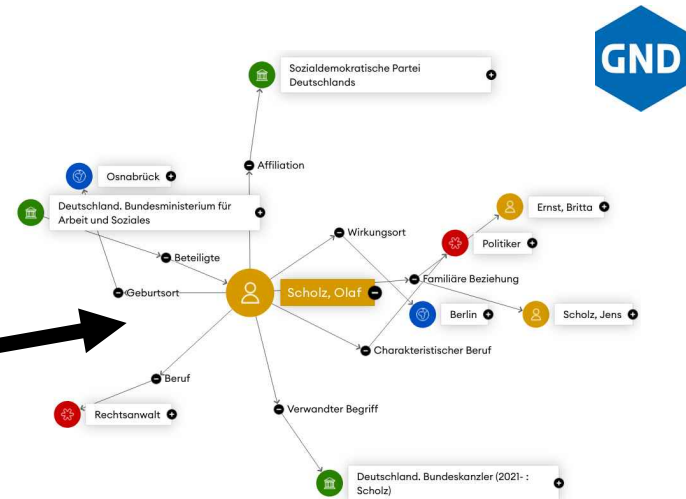 GND
Sozialdemokratische Partei
Deutschlands
Affiliation
Osnabrück
Deutschland. Bundesministerium für
Arbeit und Soziales
Ernst, Britta
Wirkungsort
Politiker
Beteiligte
Familiäre Beziehung
Geburtsort
Scholz, Olaf
Berlin
Scholz, Jens
Charakteristischer Beruf
Beruf
Rechtsanwalt
Verwandter Begriff
Deutschland. Bundeskanzler (2021- :
Scholz)